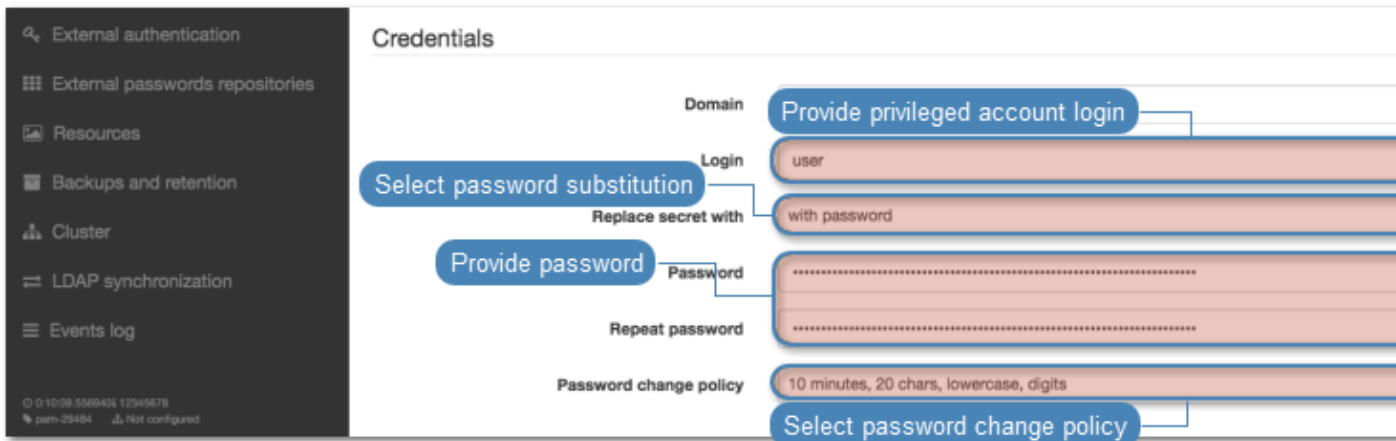 External authentication
External passwords repositories
Resources
Backups and retention
Cluster
LDAP synchronization
Events log
pam-29484 Not configured
Credentials
Domain
Provide privileged account login
Login user
Select password substitution
Replace secret with with password
Provide password
Password
Repeat password
Password change policy 10 minutes, 20 chars, lowercase, digits
Select password change policy